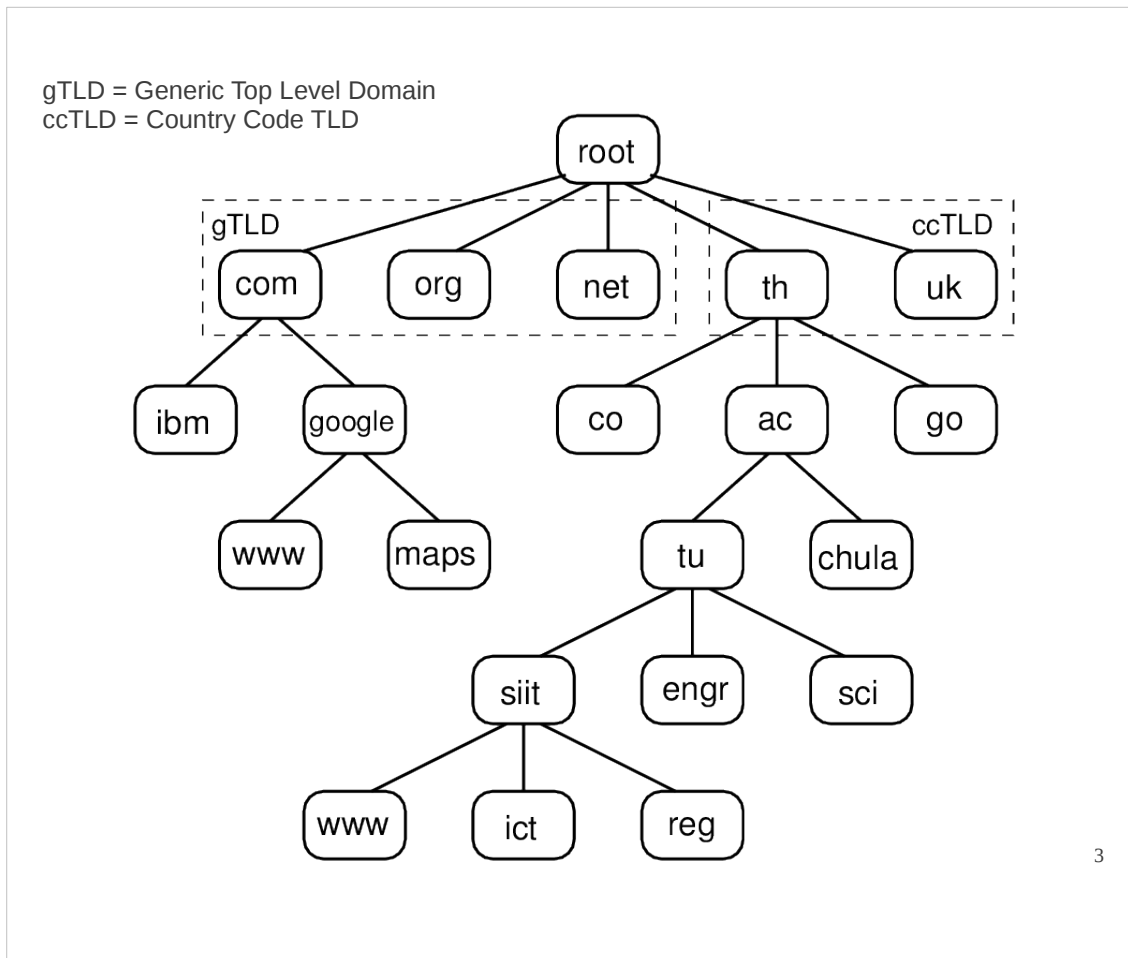 gTLD = Generic Top Level Domain
ccTLD = Country Code TLD
root
gTLD
ccTLD
com
org
net
th
uk
ibm
google
co
ac
go
www
maps
tu
chula
siit
engr
sci
www
ict
reg
3